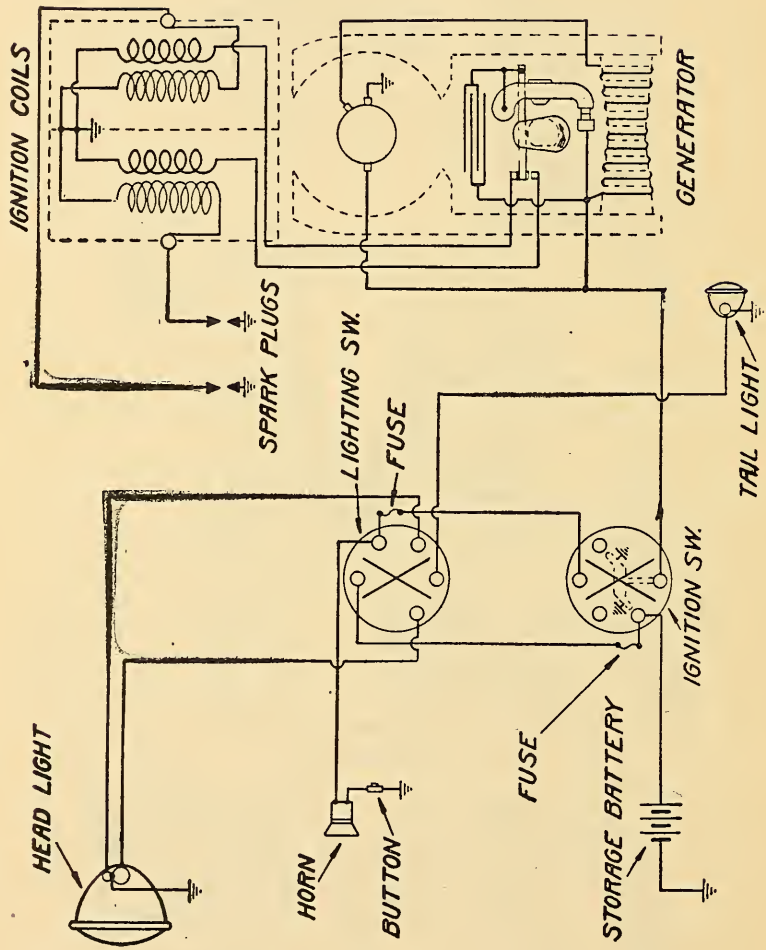 HEAD LIGHT
HORN
BUTTON
STORAGE BATTERY
FUSE
IGNITION SW.
LIGHTING SW.
FUSE
TAIL LIGHT
SPARK PLUGS
IGNITION COILS
GENERATOR